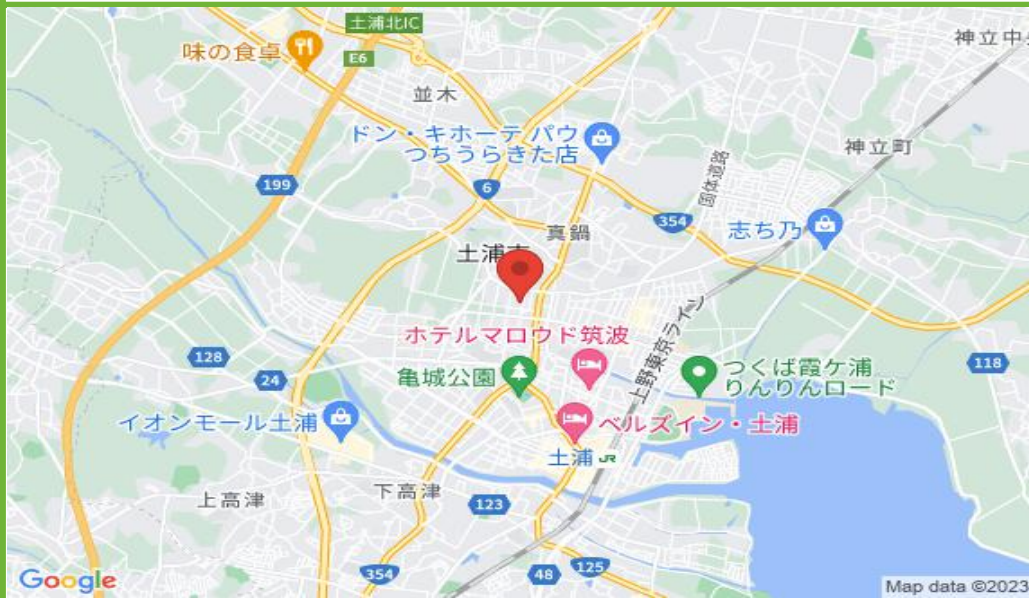 土浦北IC
味の食卓
E6
神立中央
並木
ドン・キホーテ パウ
つちうらきた店
神立町
国体道路
199
6
354
真鍋
志ち乃
土浦市
ホテルマロウド筑波
上野東京ライン
128
24
亀城公園
つくば霞ケ浦
りんりんロード
118
イオンモール土浦
ベルズイン・土浦
土浦 JR
上高津
下高津
123
354
48
125
Google
Map data ©2023